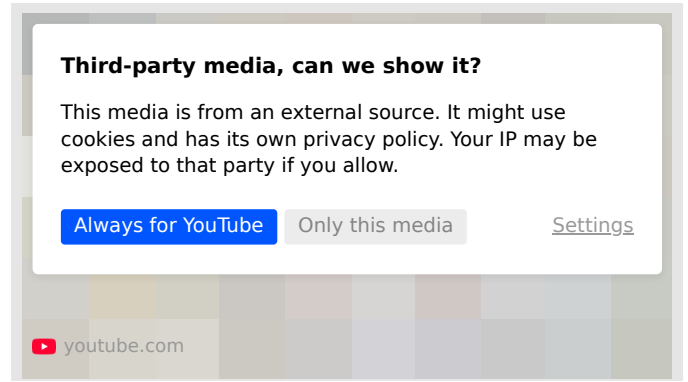 Third-party media, can we show it?
This media is from an external source. It might use
cookies and has its own privacy policy. Your IP may be
exposed to that party if you allow.
Always for YouTube Only this media Settings
youtube.com